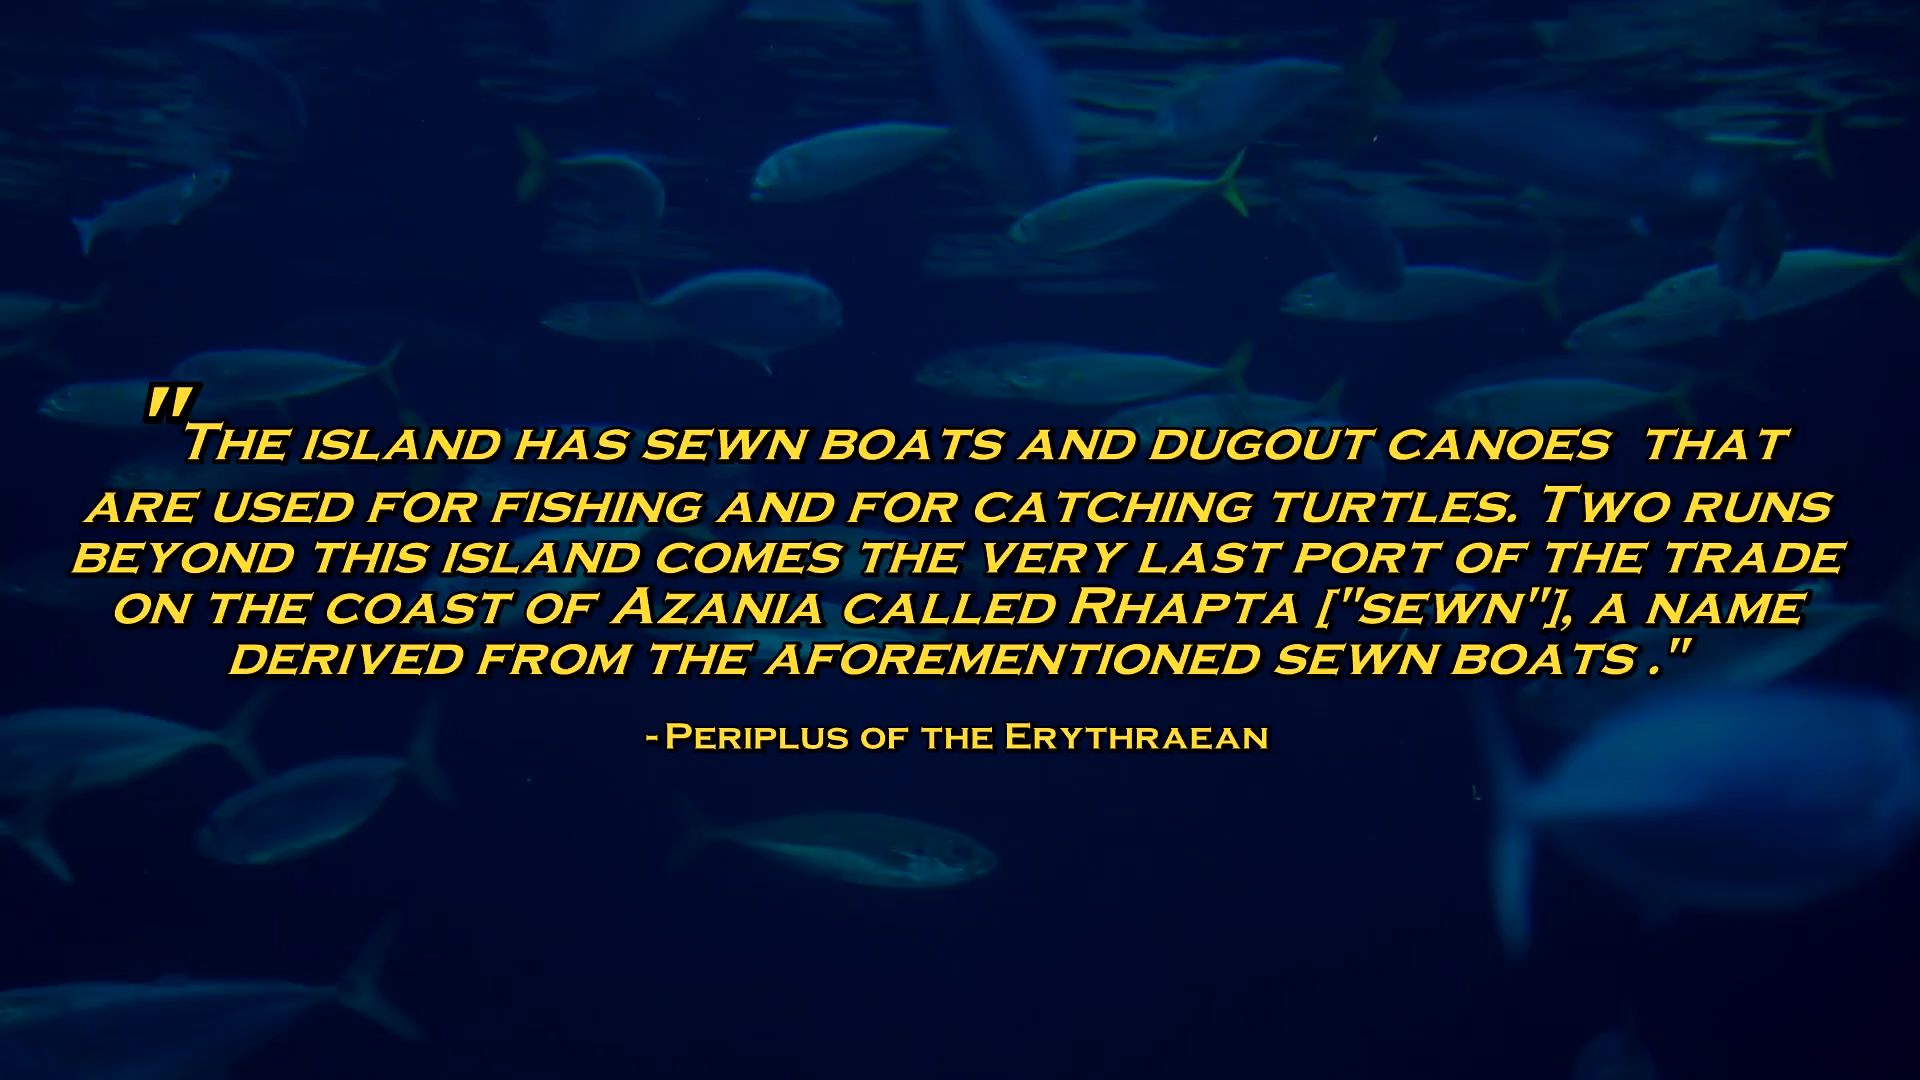 "The island has sewn boats and dugout canoes that
are used for fishing and for catching turtles. Two runs
beyond this island comes the very last port of the trade
on the coast of Azania called Rhapta ["sewn"], a name
derived from the aforementioned sewn boats ."
-Periplus of the Erythraean